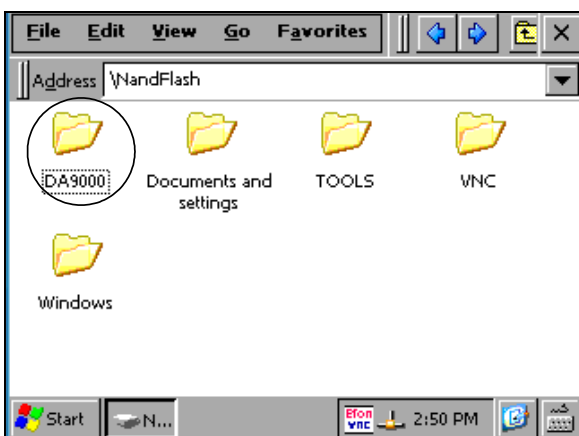 File Edit View Go Favorites
Address \NandFlash
DA9000 Documents and settings TOOLS VNC
Windows
Start N... Efon VNC 2:50 PM